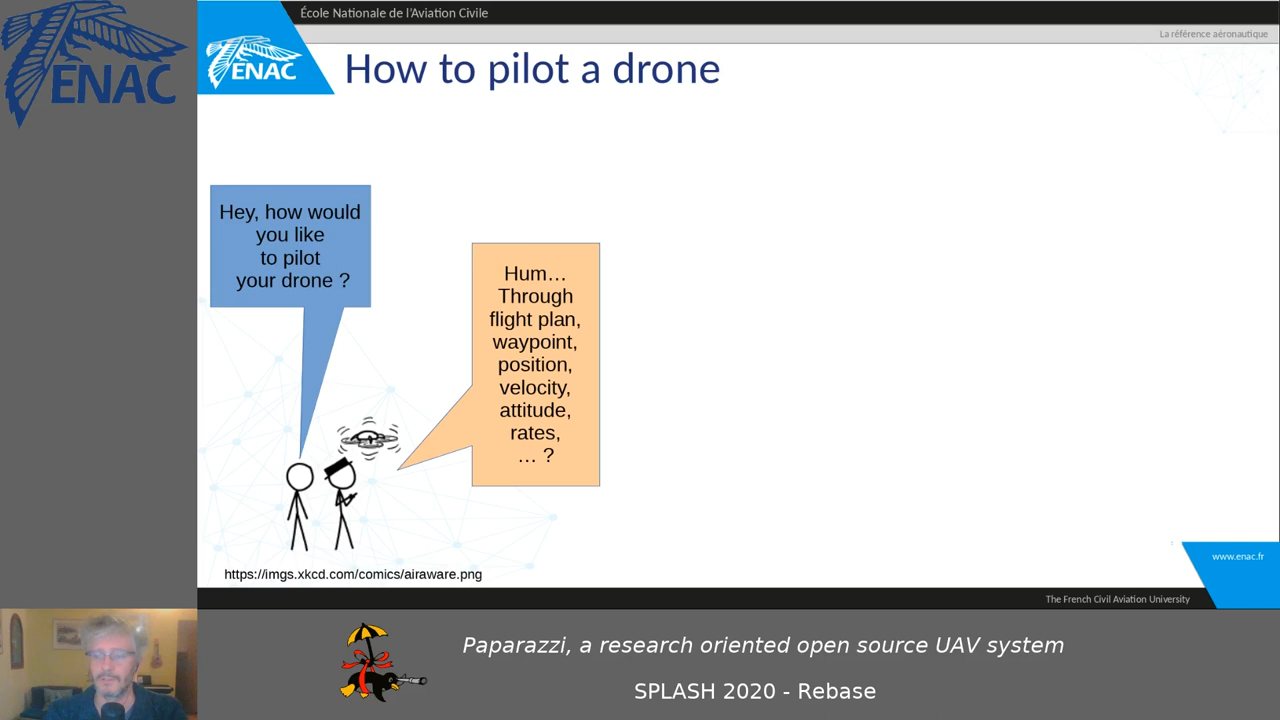 ENAC
École Nationale de l'Aviation Civile
La référence aéronautique
ENAC
How to pilot a drone
Hey, how would
you like
to pilot
your drone ?
Hum...
Through
flight plan,
waypoint,
position,
velocity,
attitude,
rates,
... ?
https://imgs.xkcd.com/comics/airaware.png
www.enac.fr
The French Civil Aviation University
Paparazzi, a research oriented open source UAV system
SPLASH 2020 - Rebase